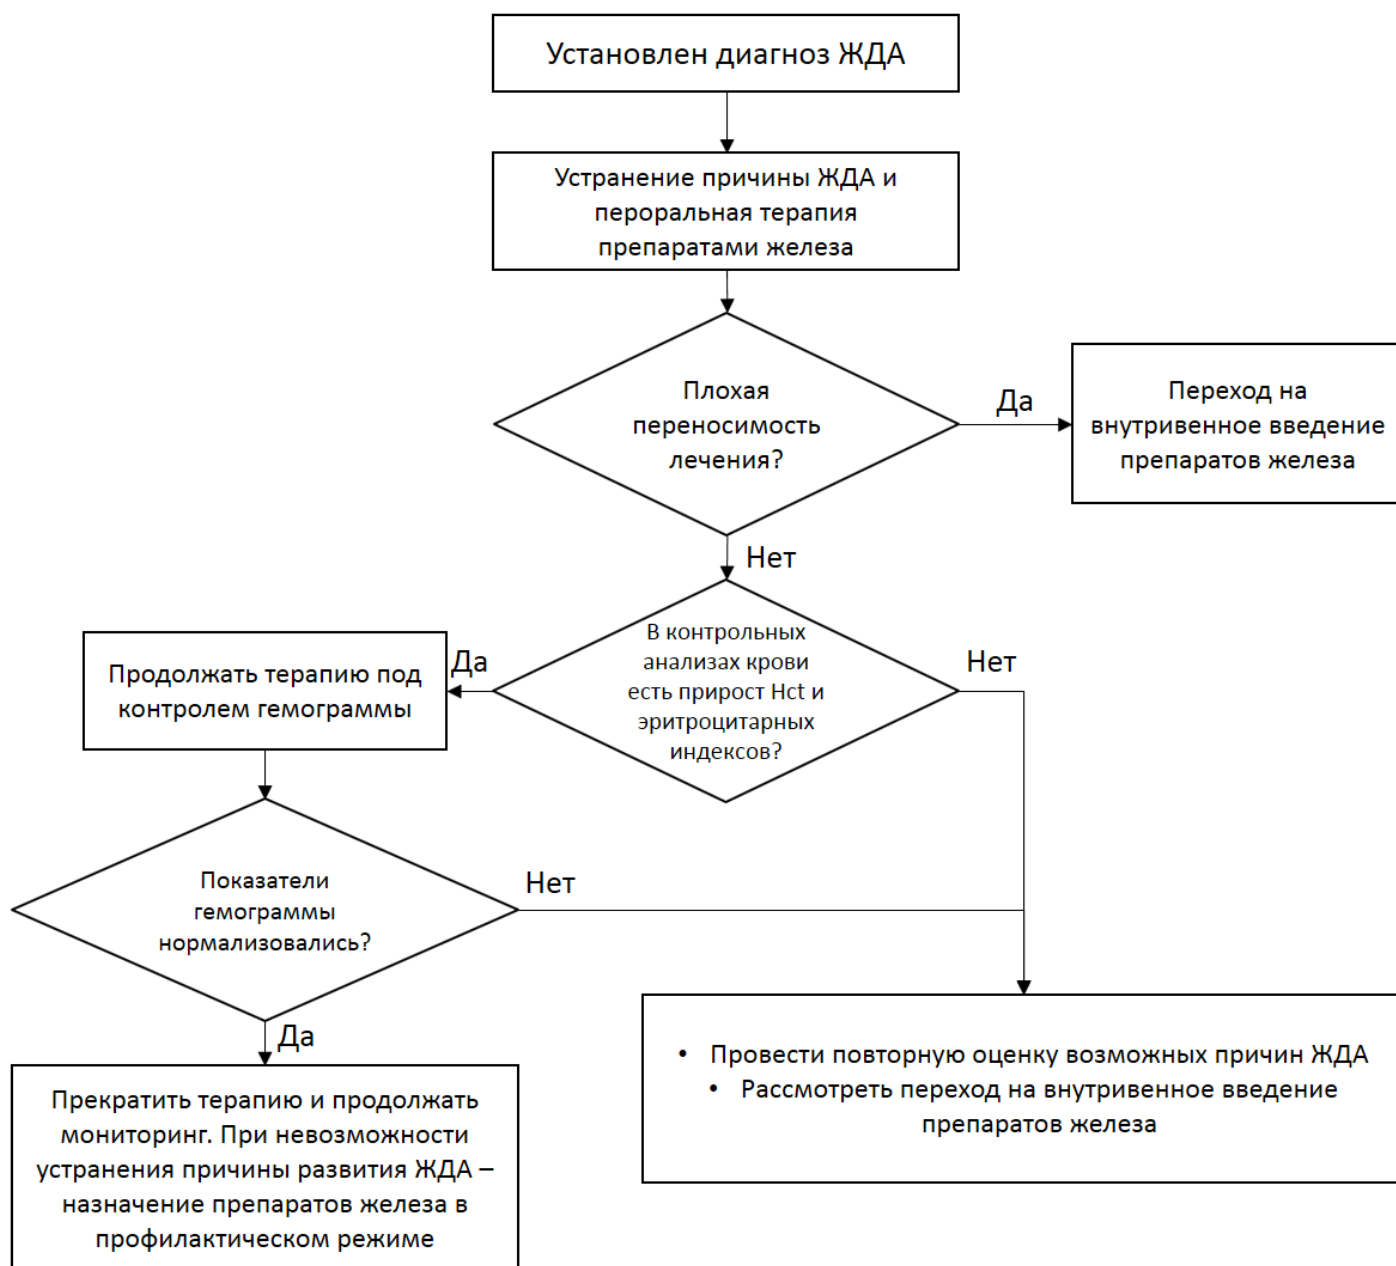 Установлен диагноз ЖДА
Устранение причины ЖДА и
пероральная терапия
препаратами железа
Плохая
переносимость
лечения?
Да
Переход на
внутривенное введение
препаратов железа
Нет
В контрольных
анализах крови
есть прирост Hct и
эритроцитарных
индексов?
Да
Нет
Продолжать терапию под
контролем гемограммы
Показатели
гемограммы
нормализовались?
Нет
Да
Прекратить терапию и продолжать
мониторинг. При невозможности
устранения причины развития ЖДА –
назначение препаратов железа в
профилактическом режиме
• Провести повторную оценку возможных причин ЖДА
• Рассмотреть переход на внутривенное введение
препаратов железа